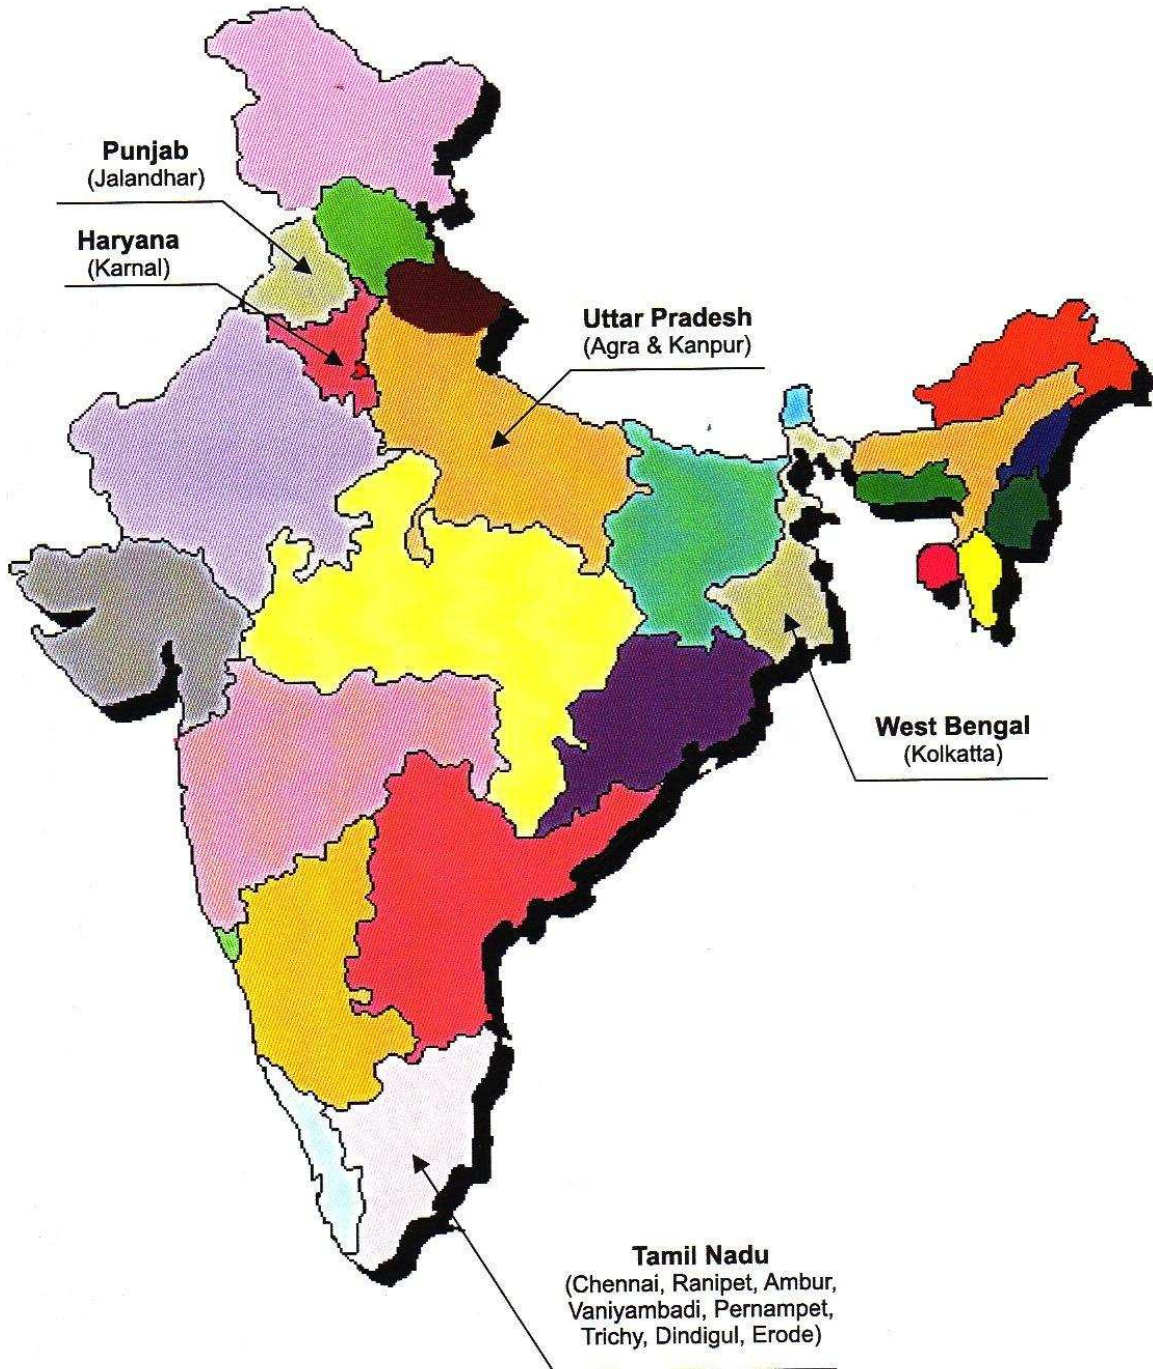 Punjab
(Jalandhar)
Haryana
(Karnal)
Uttar Pradesh
(Agra & Kanpur)
West Bengal
(Kolkatta)
Tamil Nadu
(Chennai, Ranipet, Ambur,
Vaniyambadi, Pernampet,
Trichy, Dindigul, Erode)